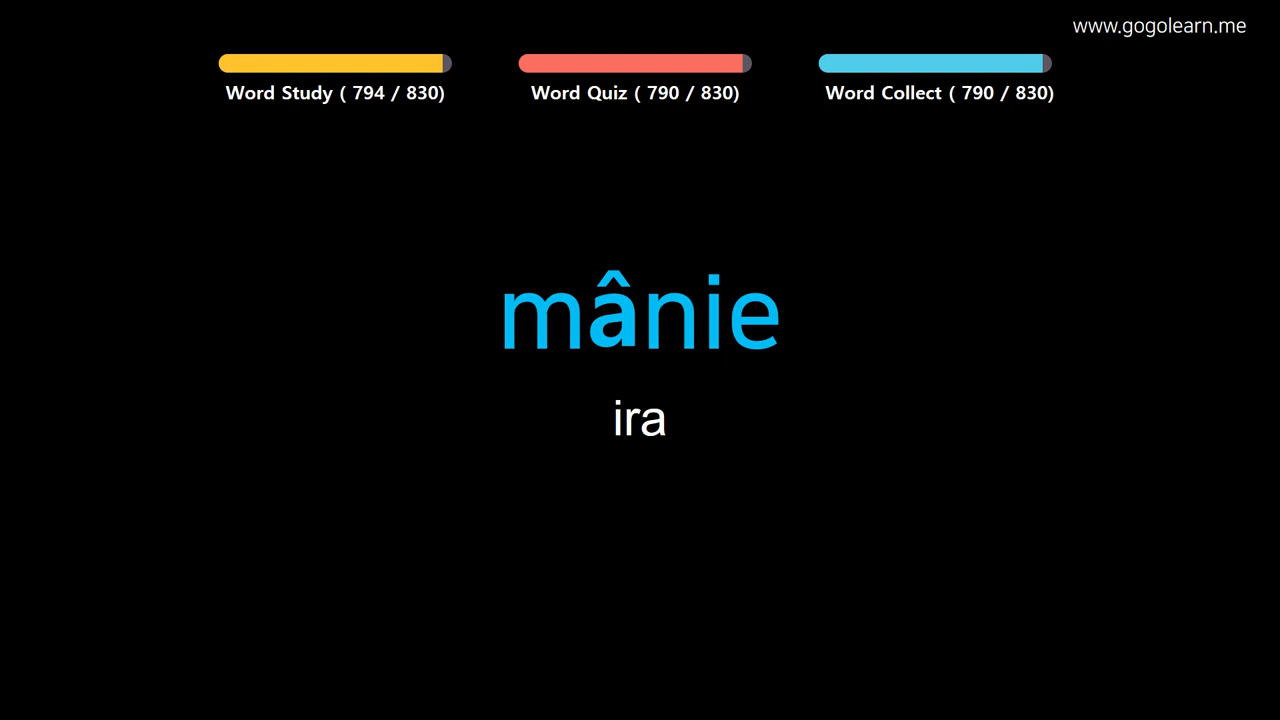 www.gogolearn.me
Word Study ( 794 / 830)
Word Quiz ( 790 / 830)
Word Collect ( 790 / 830)
mânie
ira